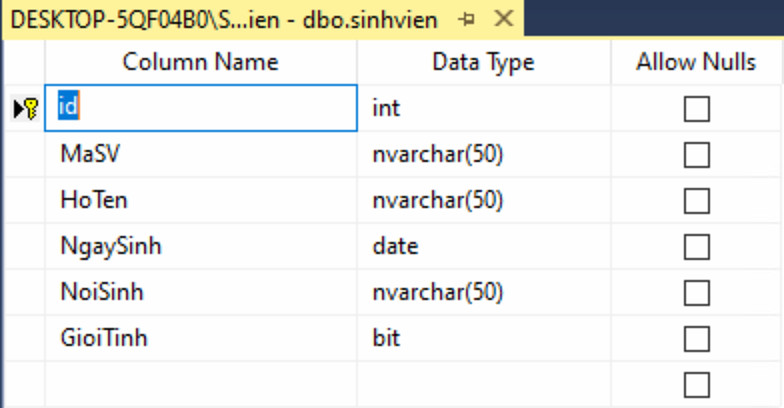 DESKTOP-5QF04B0\S...ien - dbo.sinhvien
Column Name Data Type Allow Nulls
id int
MaSV nvarchar(50)
HoTen nvarchar(50)
NgaySinh date
NoiSinh nvarchar(50)
GioiTinh bit